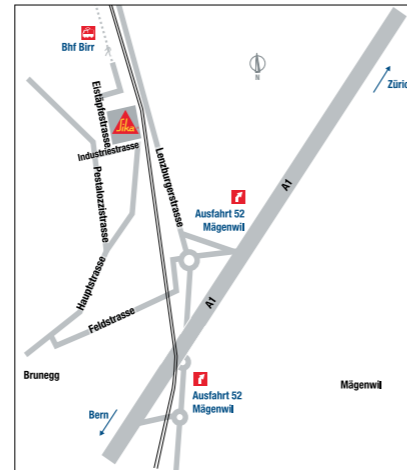 Bhf Birr
N
Zürich
Eistäpfestrasse
Sika
Industriestrasse
Lenzburgerstrasse
Pestalozzistrasse
A1
Ausfahrt 52
Mägenwil
Hauptstrasse
A1
Feldstrasse
Brunegg
Ausfahrt 52
Mägenwil
Mägenwil
Bern